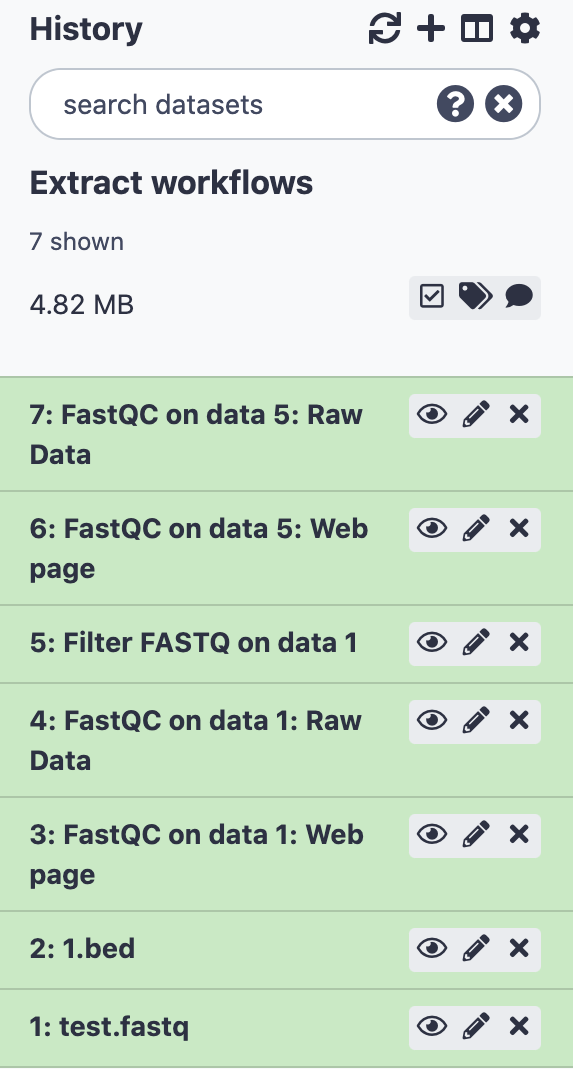 History
search datasets
Extract workflows
7 shown
4.82 MB
7: FastQC on data 5: Raw
Data
6: FastQC on data 5: Web
page
5: Filter FASTQ on data 1
4: FastQC on data 1: Raw
Data
3: FastQC on data 1: Web
page
2: 1.bed
1: test.fastq